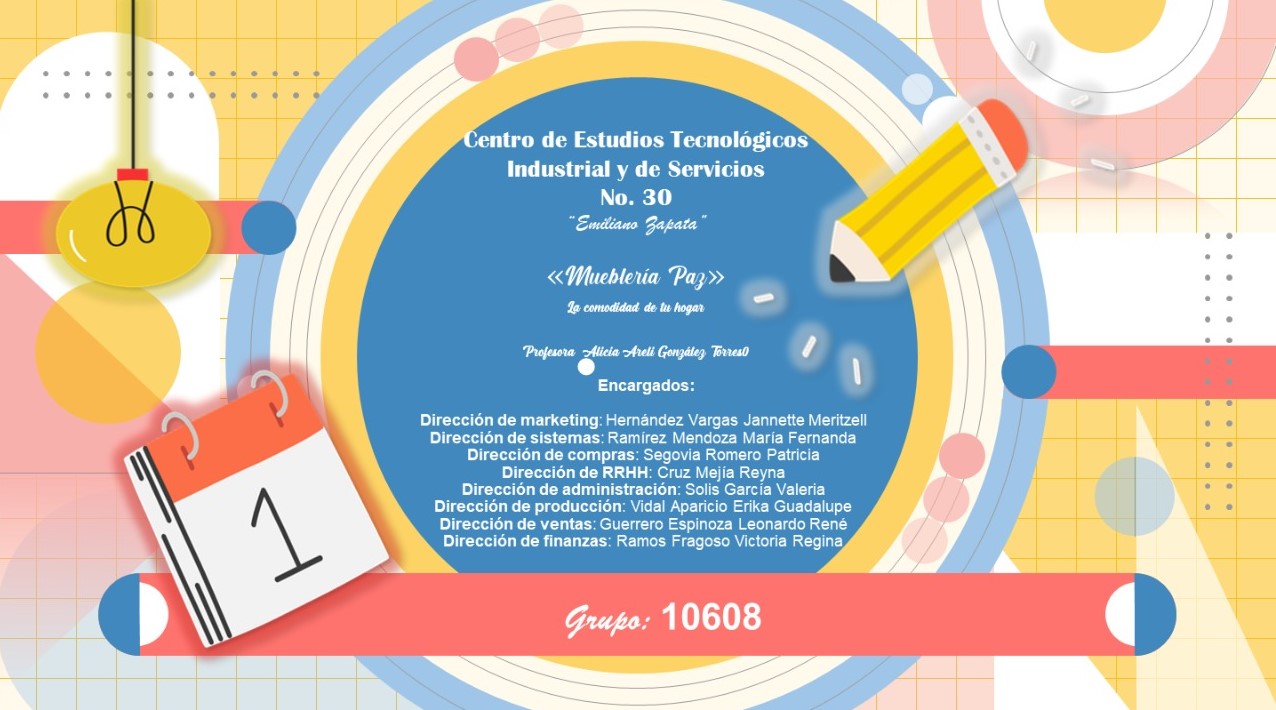 Centro de Estudios Tecnológicos
Industrial y de Servicios
No. 30
"Emiliano Zapata"
«Mueblería Paz»
La comodidad de tu hogar
Profesora Alicia Areli González Torres0
Encargados:
Dirección de marketing: Hernández Vargas Jannette Meritzell
Dirección de sistemas: Ramírez Mendoza María Fernanda
Dirección de compras: Segovia Romero Patricia
Dirección de RRHH: Cruz Mejía Reyna
Dirección de administración: Solis García Valeria
Dirección de producción: Vidal Aparicio Erika Guadalupe
Dirección de ventas: Guerrero Espinoza Leonardo René
Dirección de finanzas: Ramos Fragoso Victoria Regina
1
Grupo: 10608